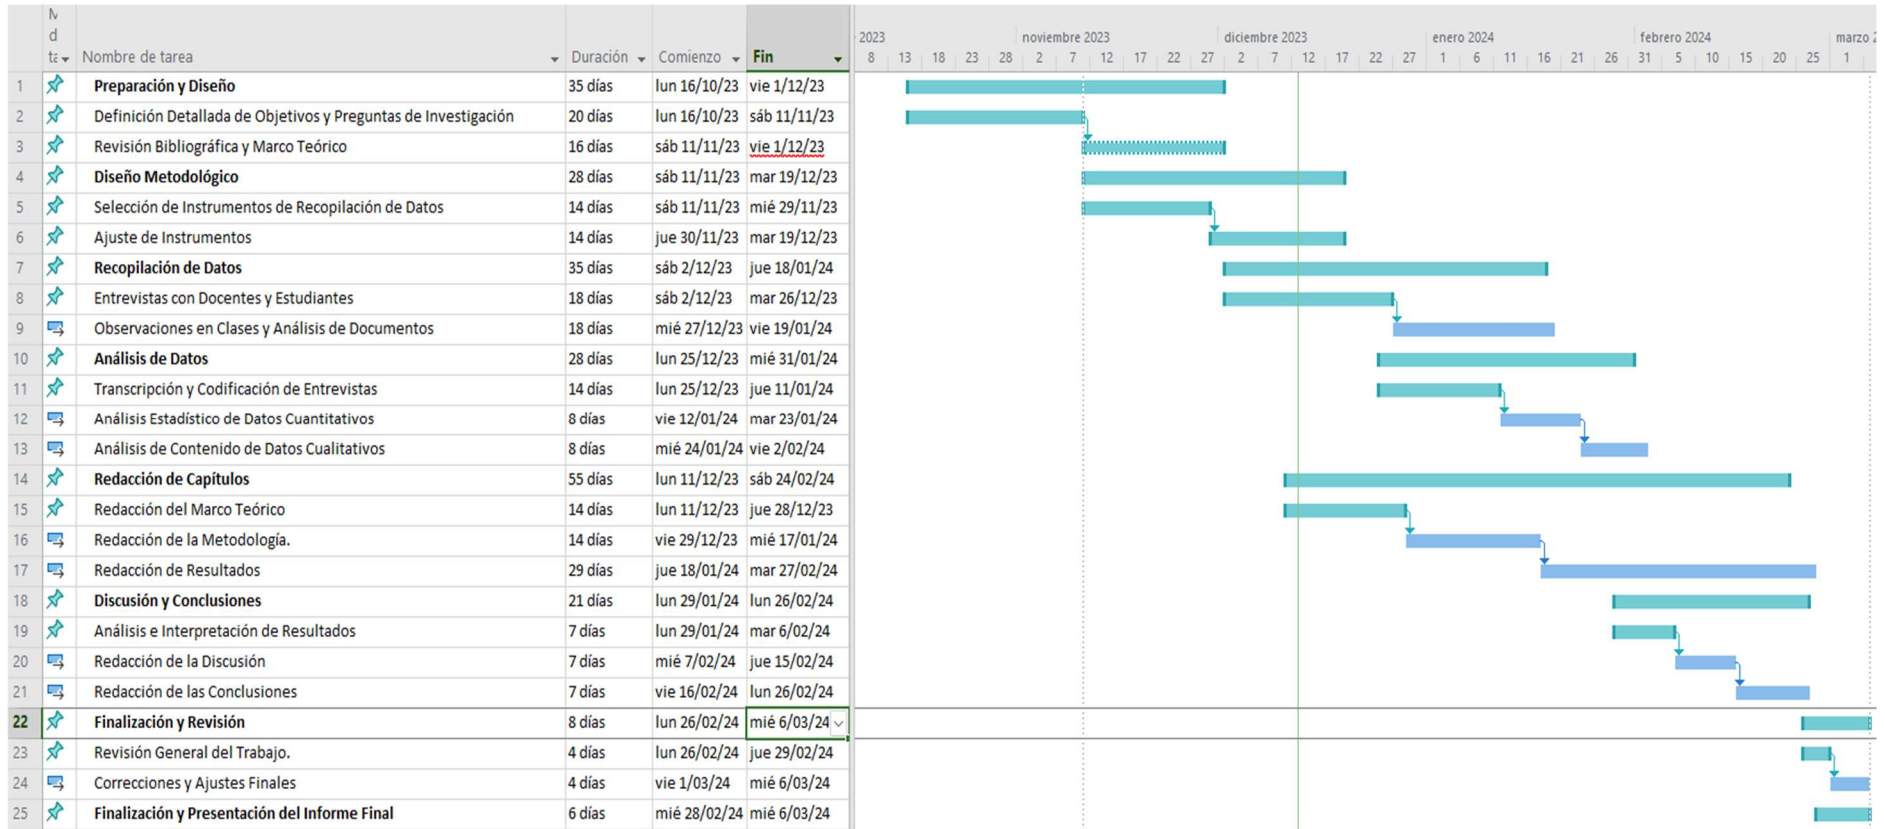 M
d
ta Nombre de tarea Duración Comienzo Fin
2023 noviembre 2023 diciembre 2023 enero 2024 febrero 2024 marzo 2
8 13 18 23 28 2 7 12 17 22 27 2 7 12 17 22 27 1 6 11 16 21 26 31 5 10 15 20 25 1
1 Preparación y Diseño 35 días lun 16/10/23 vie 1/12/23
2 Definición Detallada de Objetivos y Preguntas de Investigación 20 días lun 16/10/23 sáb 11/11/23
3 Revisión Bibliográfica y Marco Teórico 16 días sáb 11/11/23 vie 1/12/23
4 Diseño Metodológico 28 días sáb 11/11/23 mar 19/12/23
5 Selección de Instrumentos de Recopilación de Datos 14 días sáb 11/11/23 mié 29/11/23
6 Ajuste de Instrumentos 14 días jue 30/11/23 mar 19/12/23
7 Recopilación de Datos 35 días sáb 2/12/23 jue 18/01/24
8 Entrevistas con Docentes y Estudiantes 18 días sáb 2/12/23 mar 26/12/23
9 Observaciones en Clases y Análisis de Documentos 18 días mié 27/12/23 vie 19/01/24
10 Análisis de Datos 28 días lun 25/12/23 mié 31/01/24
11 Transcripción y Codificación de Entrevistas 14 días lun 25/12/23 jue 11/01/24
12 Análisis Estadístico de Datos Cuantitativos 8 días vie 12/01/24 mar 23/01/24
13 Análisis de Contenido de Datos Cualitativos 8 días mié 24/01/24 vie 2/02/24
14 Redacción de Capítulos 55 días lun 11/12/23 sáb 24/02/24
15 Redacción del Marco Teórico 14 días lun 11/12/23 jue 28/12/23
16 Redacción de la Metodología. 14 días vie 29/12/23 mié 17/01/24
17 Redacción de Resultados 29 días jue 18/01/24 mar 27/02/24
18 Discusión y Conclusiones 21 días lun 29/01/24 lun 26/02/24
19 Análisis e Interpretación de Resultados 7 días lun 29/01/24 mar 6/02/24
20 Redacción de la Discusión 7 días mié 7/02/24 jue 15/02/24
21 Redacción de las Conclusiones 7 días vie 16/02/24 lun 26/02/24
22 Finalización y Revisión 8 días lun 26/02/24 mié 6/03/24
23 Revisión General del Trabajo. 4 días lun 26/02/24 jue 29/02/24
24 Correcciones y Ajustes Finales 4 días vie 1/03/24 mié 6/03/24
25 Finalización y Presentación del Informe Final 6 días mié 28/02/24 mié 6/03/24